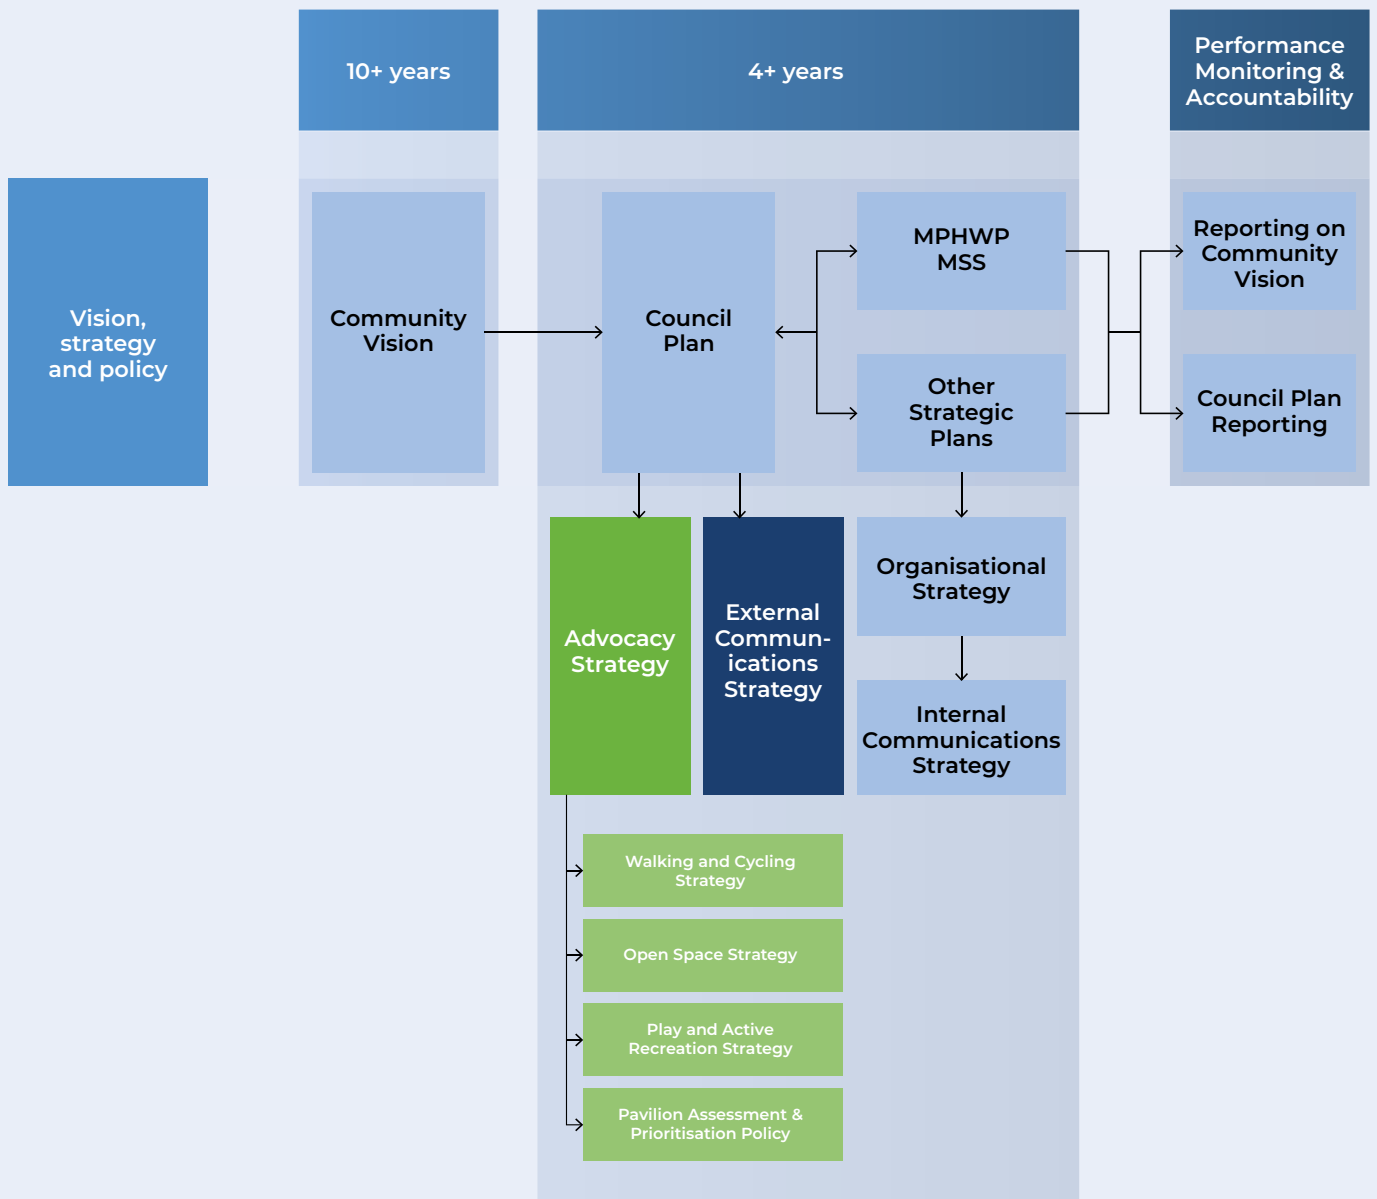 10+ years
4+ years
Performance
Monitoring &
Accountability
Vision,
strategy
and policy
Community
Vision
Council
Plan
MPHWP
MSS
Other
Strategic
Plans
Reporting on
Community
Vision
Council Plan
Reporting
Advocacy
Strategy
External
Commun-
ications
Strategy
Organisational
Strategy
Internal
Communications
Strategy
Walking and Cycling
Strategy
Open Space Strategy
Play and Active
Recreation Strategy
Pavilion Assessment &
Prioritisation Policy